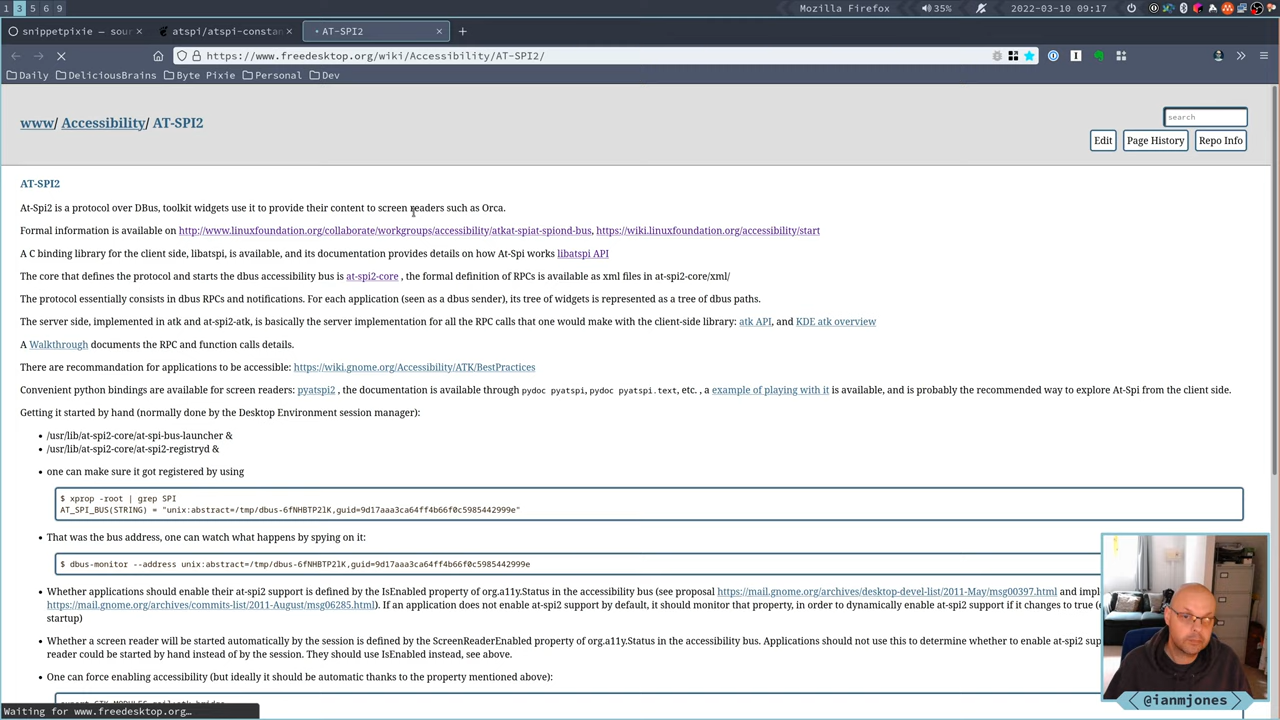 1 3 5 6 9
Mozilla Firefox
35%
2022-03-10 09:17
snippetpixie — sour
atspi/atspi-constan
AT-SPI2
https://www.freedesktop.org/wiki/Accessibility/AT-SPI2/
Daily DeliciousBrains Byte Pixie Personal Dev
www/ Accessibility/ AT-SPI2
search
Edit Page History Repo Info
AT-SPI2
At-Spi2 is a protocol over DBus, toolkit widgets use it to provide their content to screen readers such as Orca.
Formal information is available on http://www.linuxfoundation.org/collaborate/workgroups/accessibility/atkat-spiat-spiond-bus, https://wiki.linuxfoundation.org/accessibility/start
A C binding library for the client side, libatspi, is available, and its documentation provides details on how At-Spi works libatspi API
The core that defines the protocol and starts the dbus accessibility bus is at-spi2-core , the formal definition of RPCs is available as xml files in at-spi2-core/xml/
The protocol essentially consists in dbus RPCs and notifications. For each application (seen as a dbus sender), its tree of widgets is represented as a tree of dbus paths.
The server side, implemented in atk and at-spi2-atk, is basically the server implementation for all the RPC calls that one would make with the client-side library: atk API, and KDE atk overview
A Walkthrough documents the RPC and function calls details.
There are recommandation for applications to be accessible: https://wiki.gnome.org/Accessibility/ATK/BestPractices
Convenient python bindings are available for screen readers: pyatspi2 , the documentation is available through pydoc pyatspi, pydoc pyatspi.text, etc. , a example of playing with it is available, and is probably the recommended way to explore At-Spi from the client side.
Getting it started by hand (normally done by the Desktop Environment session manager):
• /usr/lib/at-spi2-core/at-spi-bus-launcher &
• /usr/lib/at-spi2-core/at-spi2-registryd &
• one can make sure it got registered by using
$ xprop -root | grep SPI
AT_SPI_BUS(STRING) = "unix:abstract=/tmp/dbus-6fNHBTP2lK,guid=9d17aaa3ca64ff4b66f0c5985442999e"
• That was the bus address, one can watch what happens by spying on it:
$ dbus-monitor --address unix:abstract=/tmp/dbus-6fNHBTP2lK,guid=9d17aaa3ca64ff4b66f0c5985442999e
• Whether applications should enable their at-spi2 support is defined by the IsEnabled property of org.a11y.Status in the accessibility bus (see proposal https://mail.gnome.org/archives/desktop-devel-list/2011-May/msg00397.html and impl
https://mail.gnome.org/archives/commits-list/2011-August/msg06285.html). If an application does not enable at-spi2 support by default, it should monitor that property, in order to dynamically enable at-spi2 support if it changes to true (
startup)
• Whether a screen reader will be started automatically by the session is defined by the ScreenReaderEnabled property of org.a11y.Status in the accessibility bus. Applications should not use this to determine whether to enable at-spi2 sup
reader could be started by hand instead of by the session. They should use IsEnabled instead, see above.
• One can force enabling accessibility (but ideally it should be automatic thanks to the property mentioned above):
Waiting for www.freedesktop.org…
@ianmjones